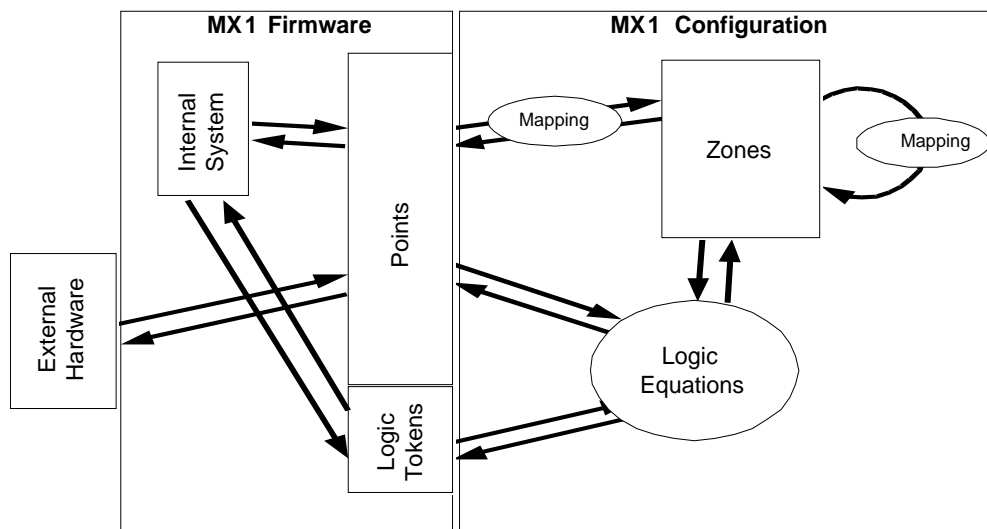 MX1 Firmware
MX1 Configuration
Internal
System
Mapping
Zones
Mapping
Points
External
Hardware
Logic
Equations
Logic
Tokens